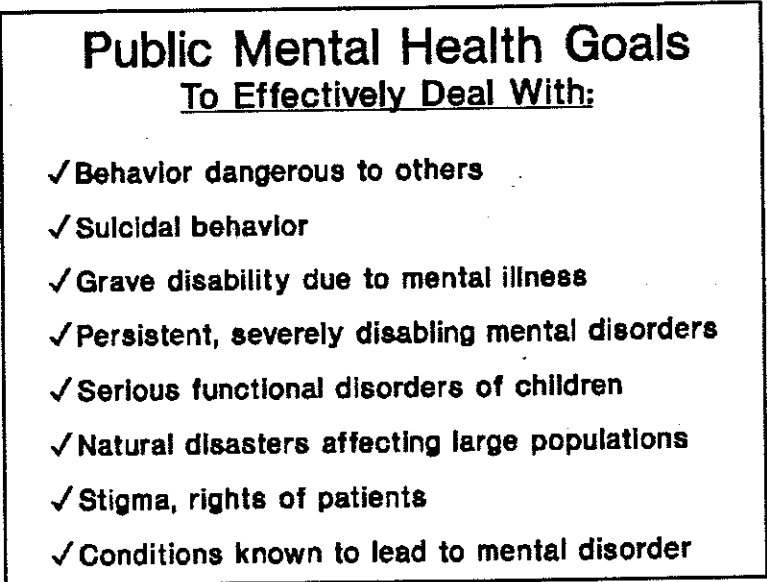 Public Mental Health Goals
To Effectively Deal With:
✓Behavior dangerous to others
✓Suicidal behavior
✓Grave disability due to mental illness
✓Persistent, severely disabling mental disorders
✓Serious functional disorders of children
✓Natural disasters affecting large populations
✓Stigma, rights of patients
✓Conditions known to lead to mental disorder